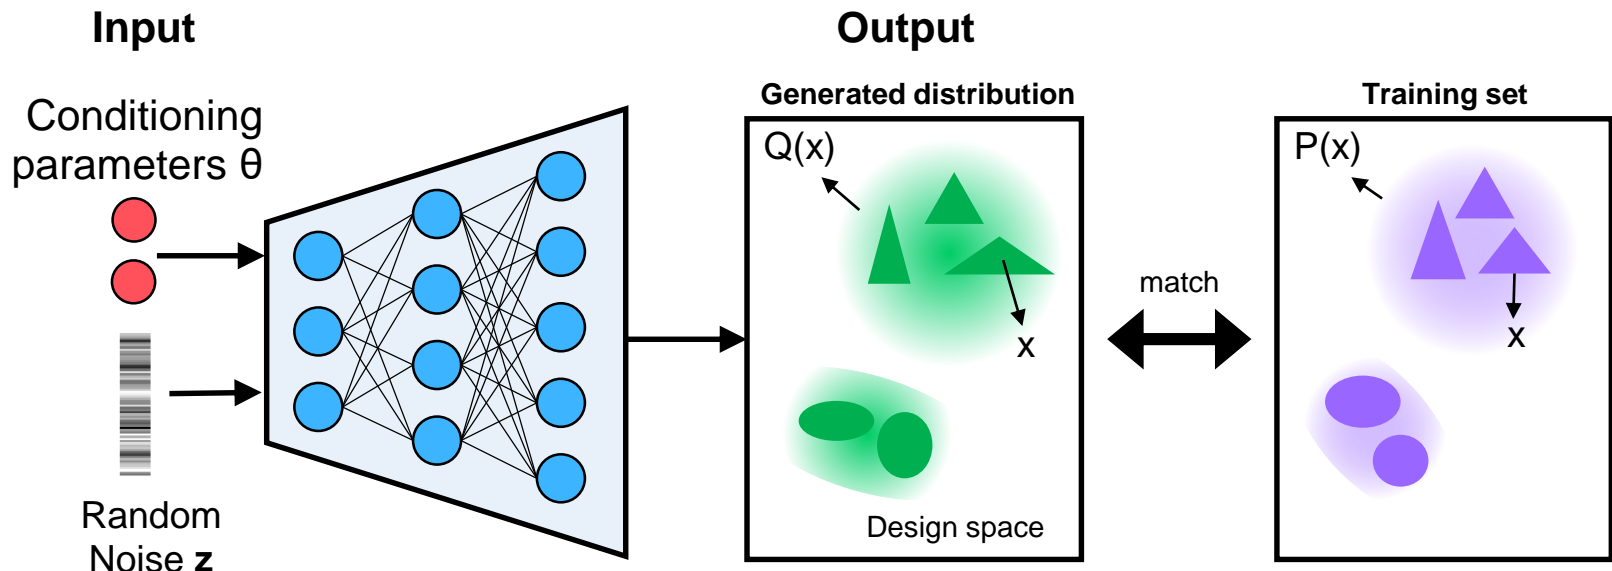 Input
Output
Conditioning
parameters θ
Random
Noise z
Generated distribution
Q(x)
x
Design space
match
Training set
P(x)
x